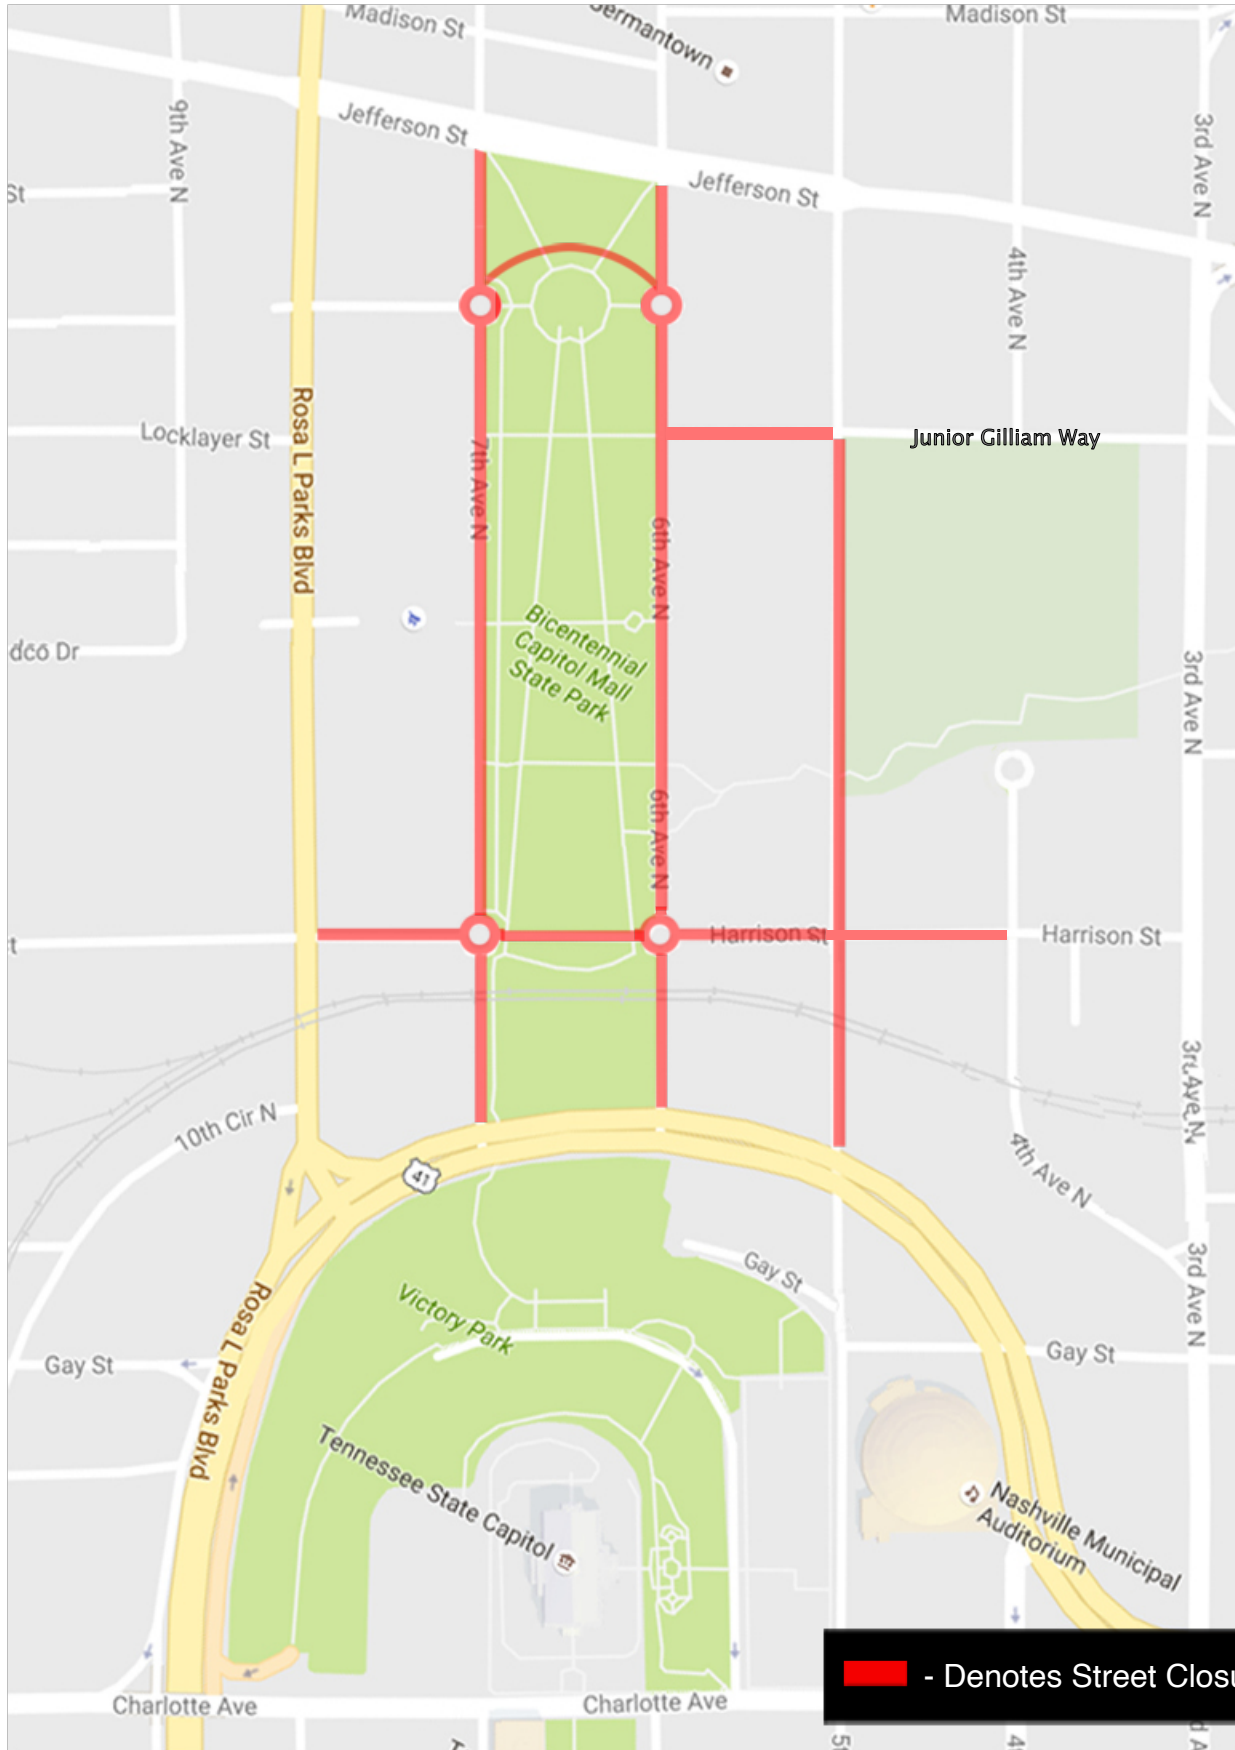 Madison St
Germantown
Madison St
9th Ave N
Jefferson St
3rd Ave N
St
Jefferson St
4th Ave N
Rosa L Parks Blvd
Locklayer St
7th Ave N
Junior Gilliam Way
6th Ave N
Bicentennial
Capitol Mall
State Park
dco Dr
3rd Ave N
6th Ave N
t
Harrison St
Harrison St
10th Cir N
41
3rd Ave N
4th Ave N
3rd Ave N
Gay St
Rosa L Parks Blvd
Victory Park
Gay St
Gay St
Tennessee State Capitol
Nashville Municipal
Auditorium
- Denotes Street Closu
Charlotte Ave
Charlotte Ave
d A